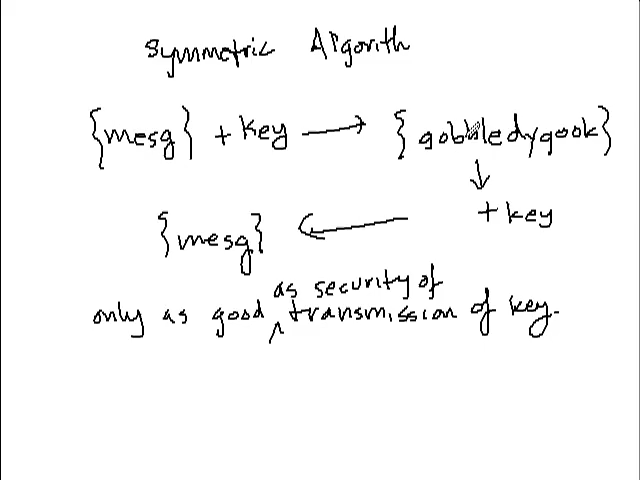 Symmetric Algorith
{mesg} + key → {gobbledygook}
↓
+ key
{mesg} ←
only as good as security of transmission of key.